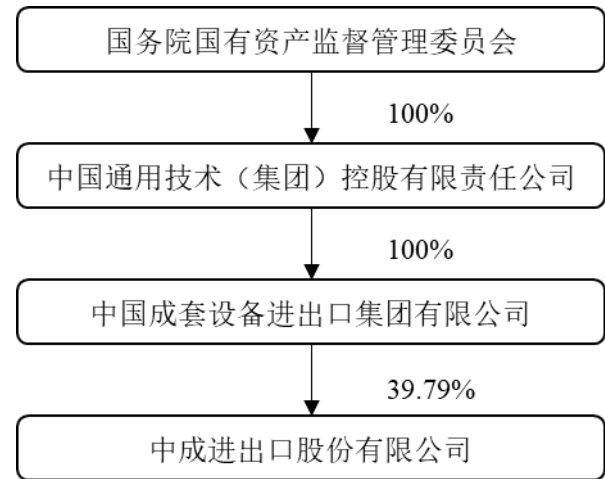 国务院国有资产监督管理委员会
100%
中国通用技术（集团）控股有限责任公司
100%
中国成套设备进出口集团有限公司
39.79%
中成进出口股份有限公司